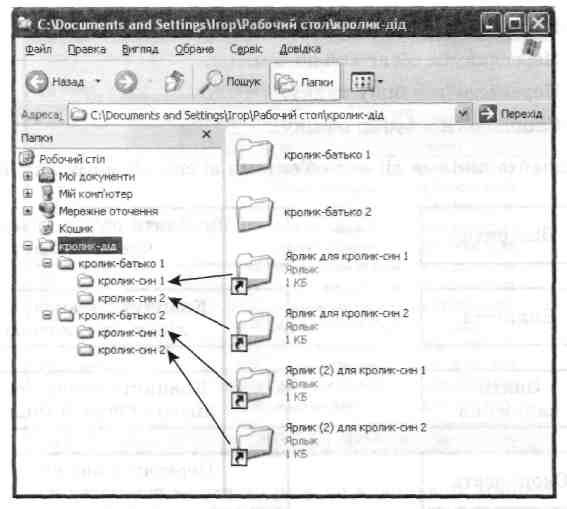 C:\Documents and Settings\Ігор\Рабочий стол\кролик-дід
Файл Правка Вигляд Обране Сервіс Довідка
Назад Пошук Папки
Адреса: C:\Documents and Settings\Ігор\Рабочий стол\кролик-дід Перехід
Папки
Робочий стіл
Мої документи
Мій комп'ютер
Мережне оточення
Кошик
кролик-дід
кролик-батько 1
кролик-син 1
кролик-син 2
кролик-батько 2
кролик-син 1
кролик-син 2
кролик-батько 1
кролик-батько 2
Ярлик для кролик-син 1
Ярлык
1 КБ
Ярлик для кролик-син 2
Ярлык
1 КБ
Ярлик (2) для кролик-син 1
Ярлык
1 КБ
Ярлик (2) для кролик-син 2
Ярлык
1 КБ